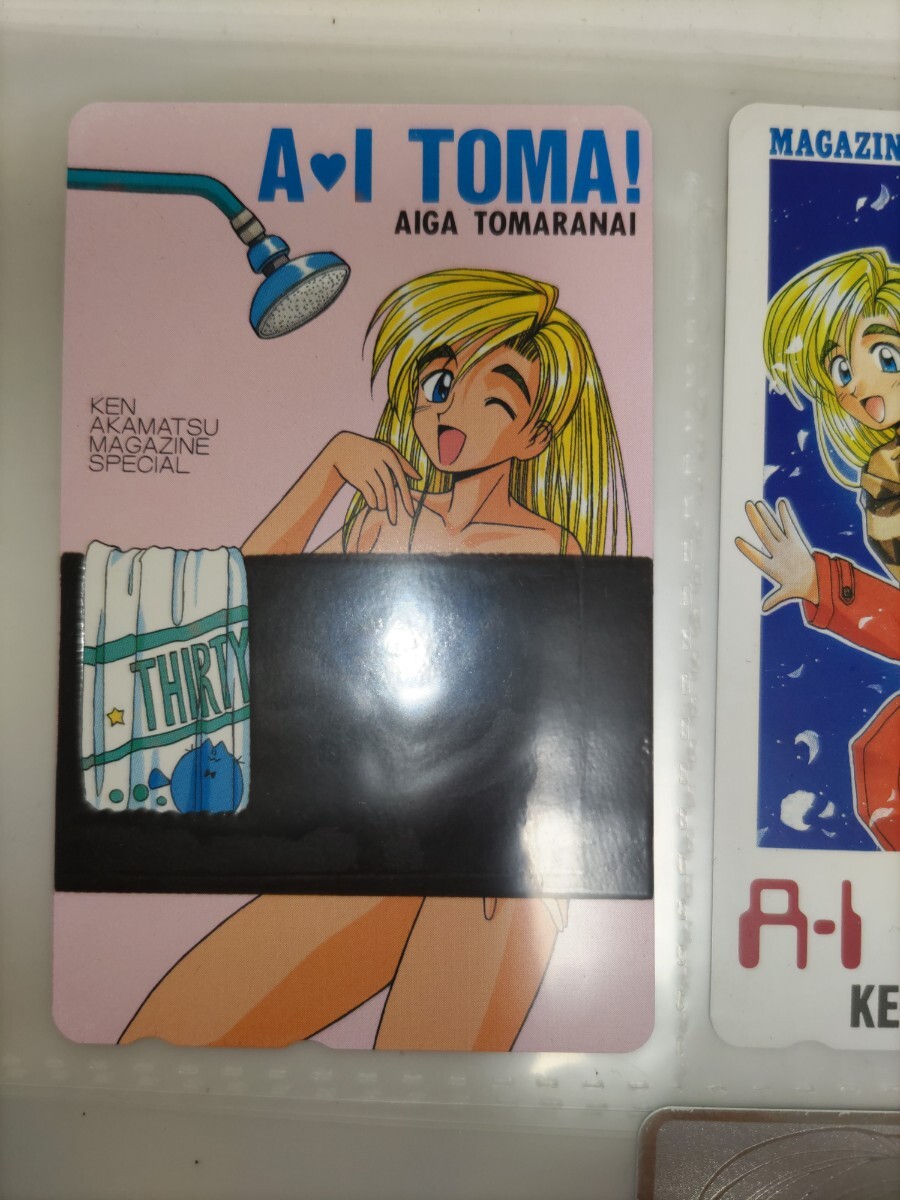 A♥I TOMA!
AIGA TOMARANAI
KEN
AKAMATSU
MAGAZINE
SPECIAL
THIRTY
MAGAZIN
A-I
KE